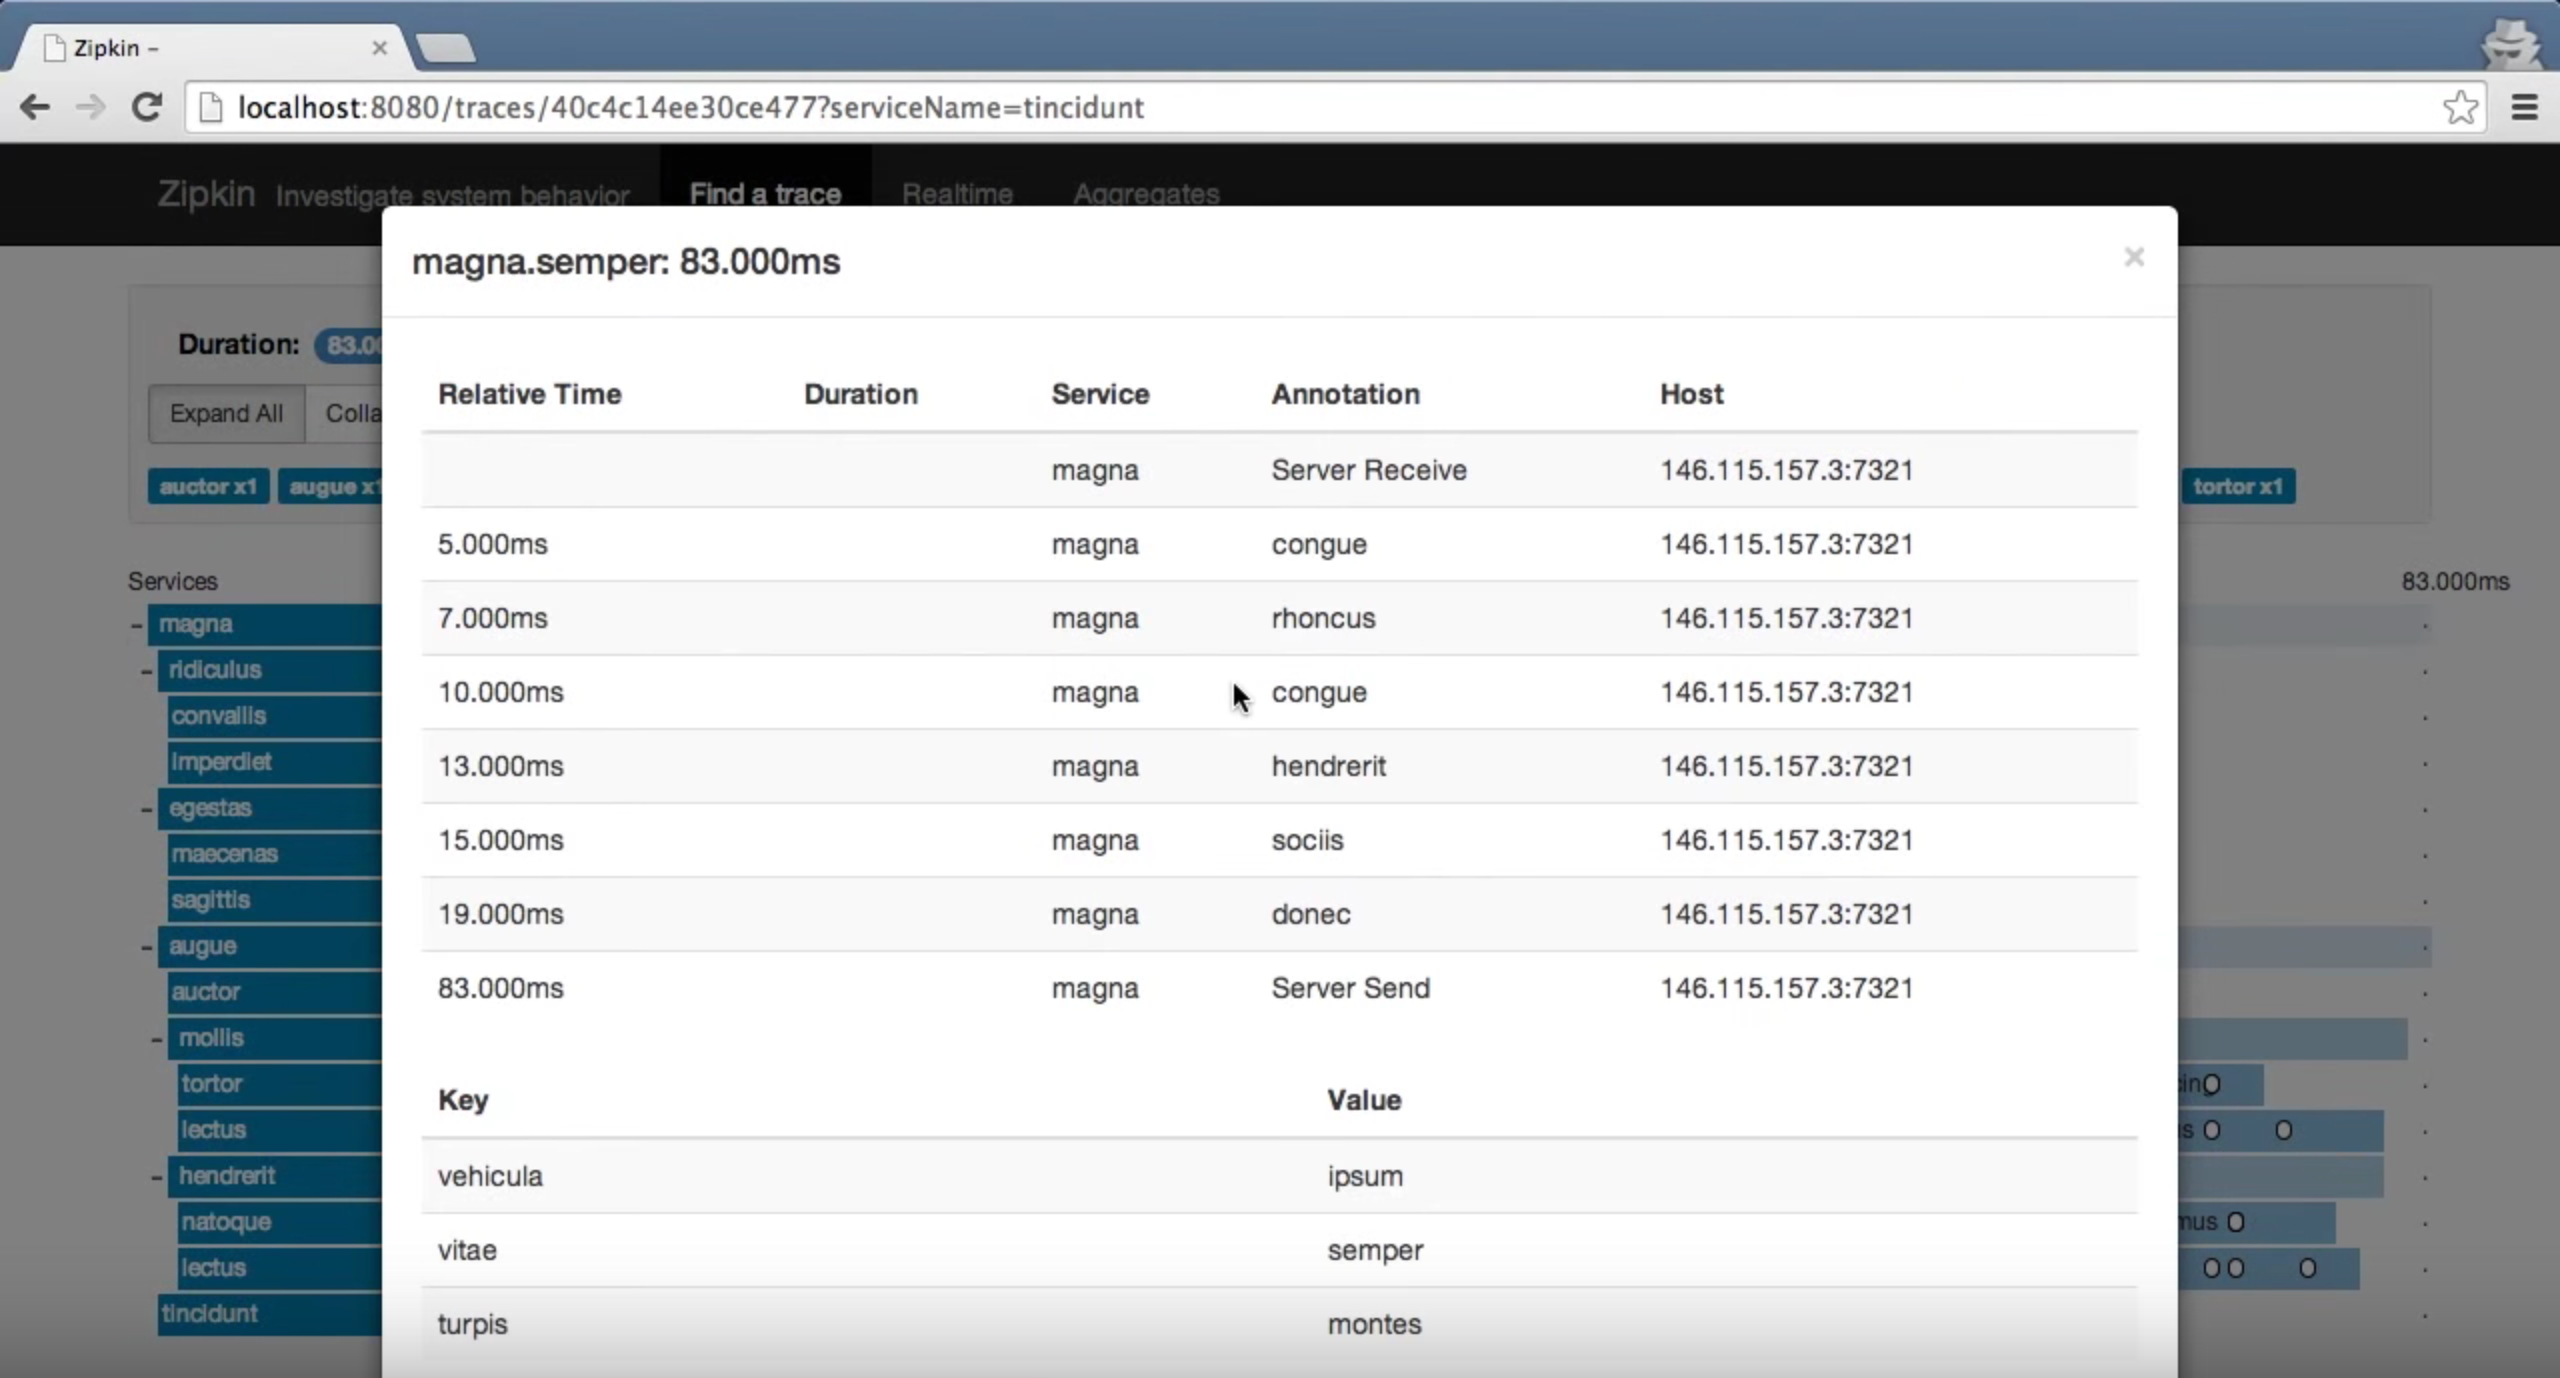 Zipkin –
localhost:8080/traces/40c4c14ee30ce477?serviceName=tincidunt
Zipkin Investigate system behavior Find a trace Realtime Aggregates
magna.semper: 83.000ms ×
Duration: 83.00
Expand All Colla
auctor x1 augue x1 tortor x1
Relative Time Duration Service Annotation Host
magna Server Receive 146.115.157.3:7321
5.000ms magna congue 146.115.157.3:7321
7.000ms magna rhoncus 146.115.157.3:7321
10.000ms magna congue 146.115.157.3:7321
13.000ms magna hendrerit 146.115.157.3:7321
15.000ms magna sociis 146.115.157.3:7321
19.000ms magna donec 146.115.157.3:7321
83.000ms magna Server Send 146.115.157.3:7321
Key Value
vehicula ipsum
vitae semper
turpis montes
Services 83.000ms
– magna
– ridiculus
convallis
imperdiet
– egestas
maecenas
sagittis
– augue
auctor
– mollis
tortor
lectus
– hendrerit
natoque
lectus
tincidunt